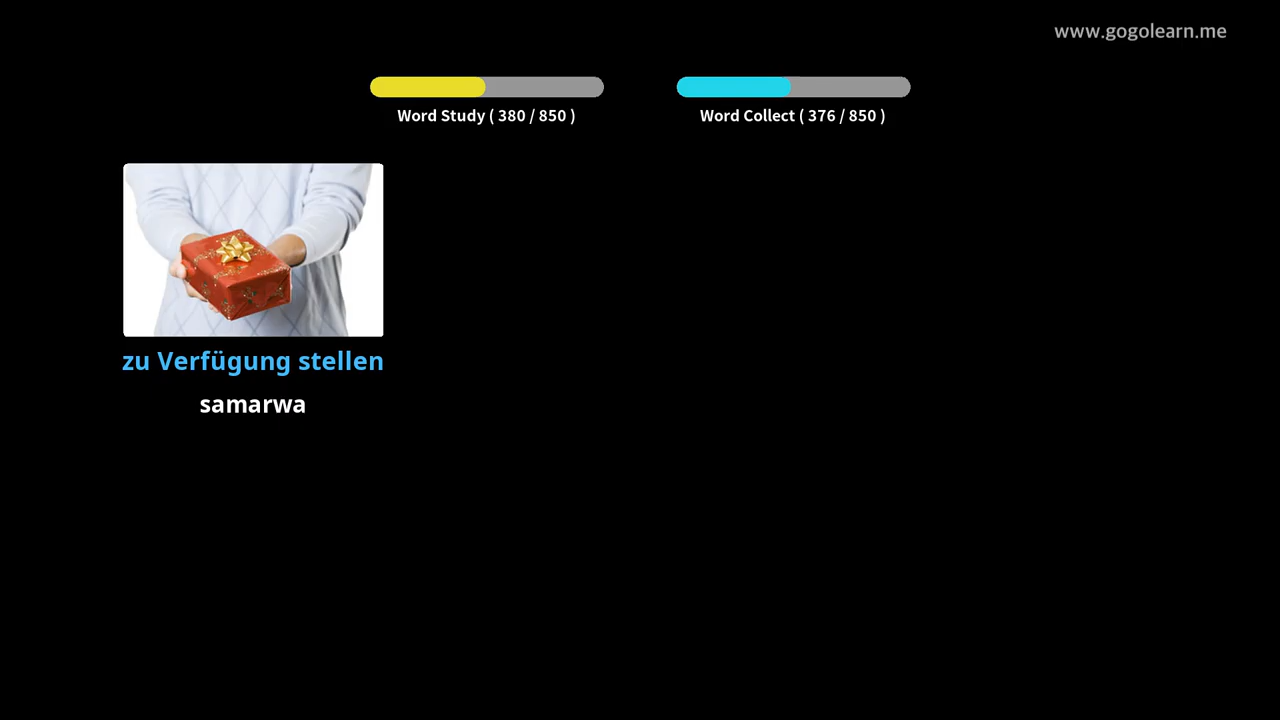 www.gogolearn.me
Word Study ( 380 / 850 )
Word Collect ( 376 / 850 )
zu Verfügung stellen
samarwa